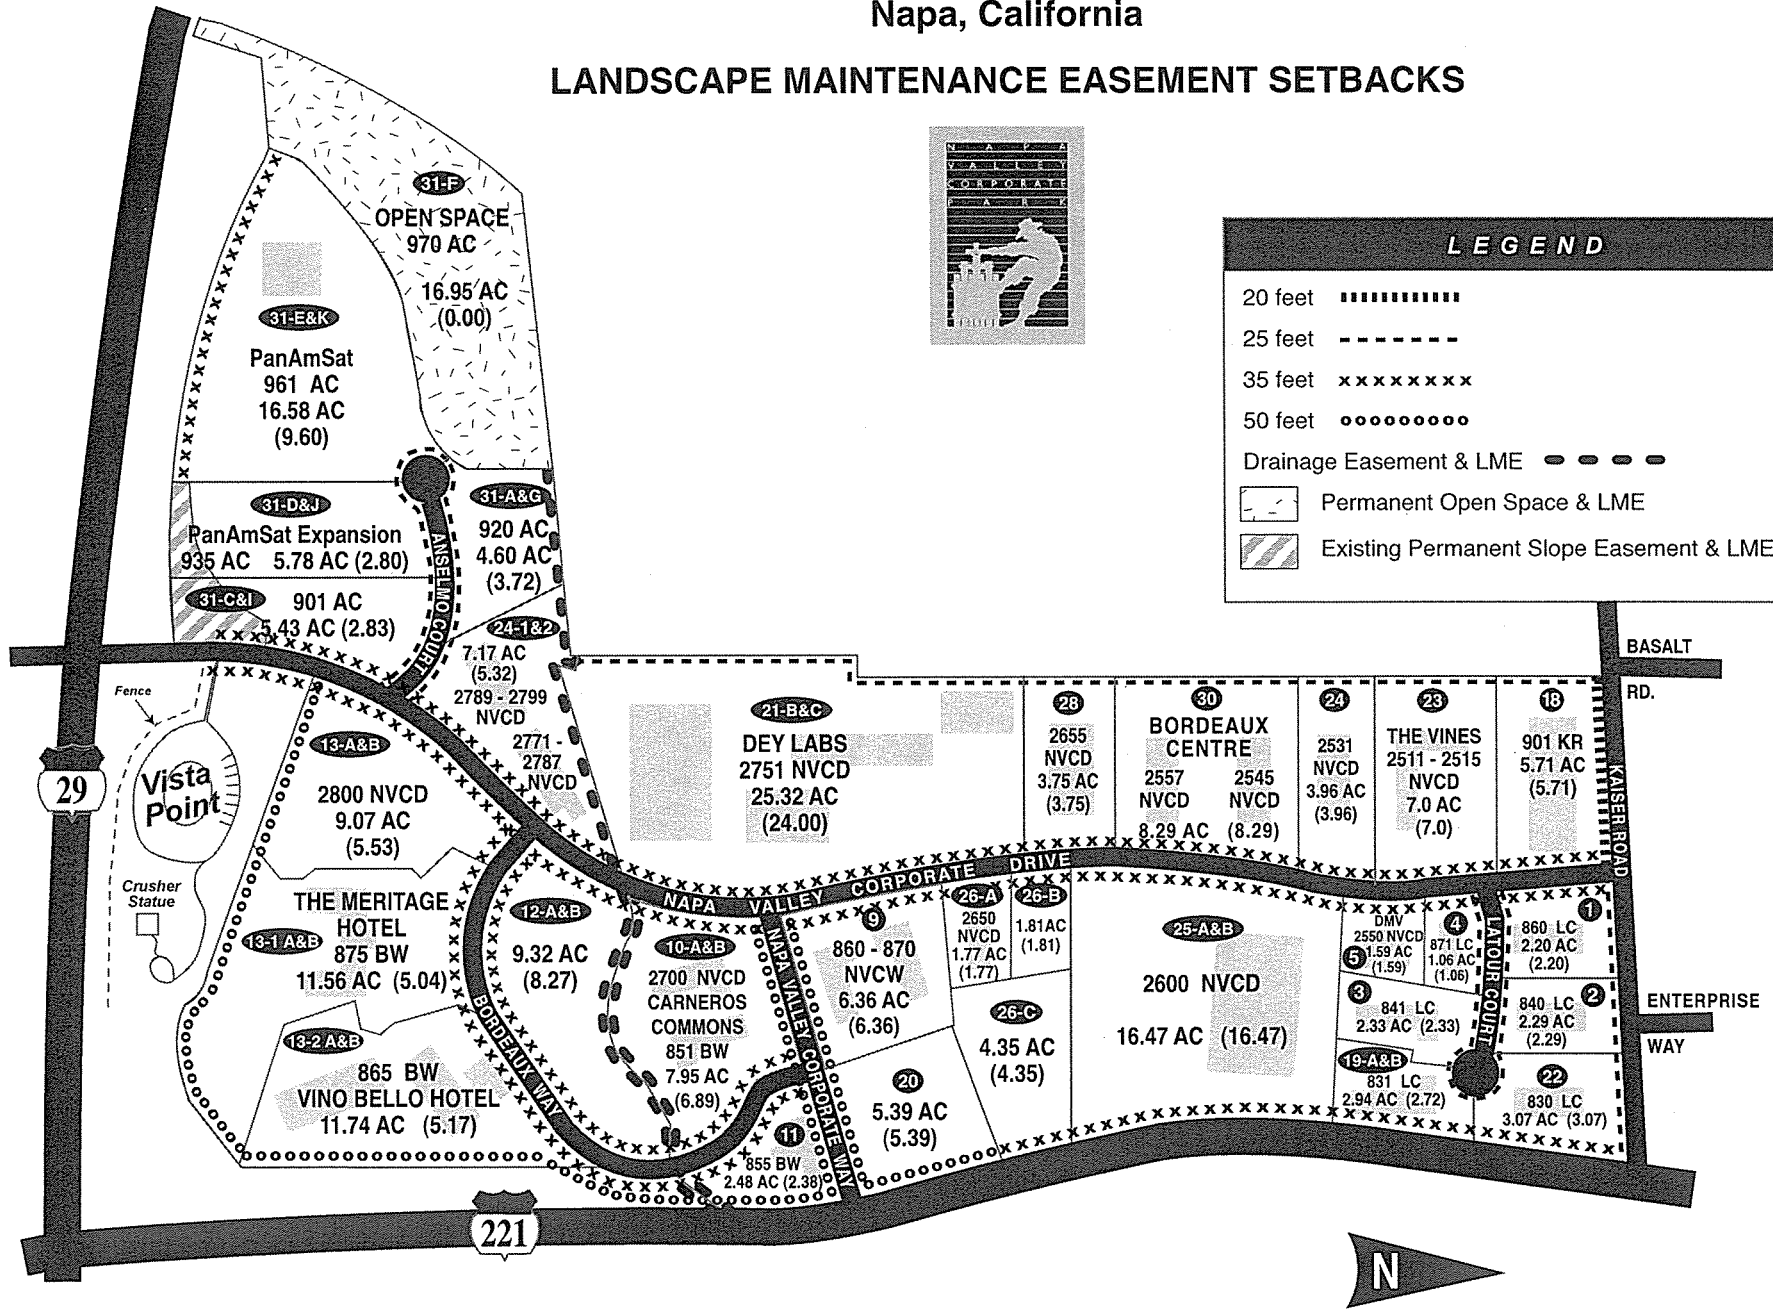 Napa, California
LANDSCAPE MAINTENANCE EASEMENT SETBACKS
NAPA
VALLEY
CORPORATE
PARK
LEGEND
20 feet
25 feet
35 feet
50 feet
Drainage Easement & LME
Permanent Open Space & LME
Existing Permanent Slope Easement & LME
31-F
OPEN SPACE
970 AC
16.95 AC
(0.00)
31-E&K
PanAmSat
961 AC
16.58 AC
(9.60)
31-D&J
PanAmSat Expansion
935 AC 5.78 AC (2.80)
31-C&I
901 AC
5.43 AC (2.83)
ANSELMO COURT
31-A&G
920 AC
4.60 AC
(3.72)
24-1&2
7.17 AC
(5.32)
2789 - 2799
NVCD
2771 -
2787
NVCD
Fence
Vista
Point
Crusher
Statue
29
13-A&B
2800 NVCD
9.07 AC
(5.53)
THE MERITAGE
HOTEL
13-1 A&B
875 BW
11.56 AC (5.04)
13-2 A&B
865 BW
VINO BELLO HOTEL
11.74 AC (5.17)
BORDEAUX WAY
12-A&B
9.32 AC
(8.27)
10-A&B
2700 NVCD
CARNEROS
COMMONS
851 BW
7.95 AC
(6.89)
11
855 BW
2.48 AC (2.38)
NAPA VALLEY CORPORATE WAY
NAPA VALLEY CORPORATE DRIVE
21-B&C
DEY LABS
2751 NVCD
25.32 AC
(24.00)
28
2655
NVCD
3.75 AC
(3.75)
30
BORDEAUX
CENTRE
2557
NVCD
2545
NVCD
8.29 AC (8.29)
24
2531
NVCD
3.96 AC
(3.96)
23
THE VINES
2511 - 2515
NVCD
7.0 AC
(7.0)
18
901 KR
5.71 AC
(5.71)
BASALT
RD.
KAISER ROAD
9
860 - 870
NVCW
6.36 AC
(6.36)
26-A
2650
NVCD
1.77 AC
(1.77)
26-B
1.81AC
(1.81)
26-C
4.35 AC
(4.35)
20
5.39 AC
(5.39)
25-A&B
2600 NVCD
16.47 AC (16.47)
DMV
2550 NVCD
5
1.59 AC
(1.59)
4
871 LC
1.06 AC
(1.06)
3
841 LC
2.33 AC (2.33)
19-A&B
831 LC
2.94 AC (2.72)
LATOUR COURT
1
860 LC
2.20 AC
(2.20)
2
840 LC
2.29 AC
(2.29)
22
830 LC
3.07 AC (3.07)
ENTERPRISE
WAY
221
N